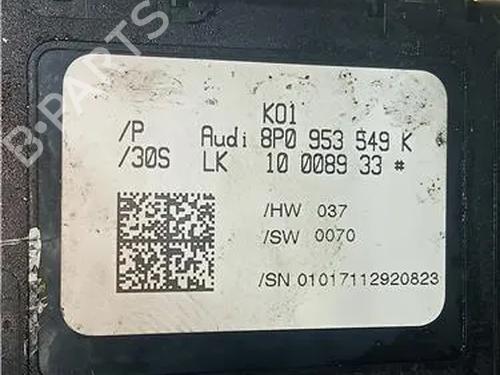 K01
/P Audi 8P0 953 549 K
/30S LK 10 0089 33 #
/HW 037
/SW 0070
/SN 01017112920823
B-PARTS